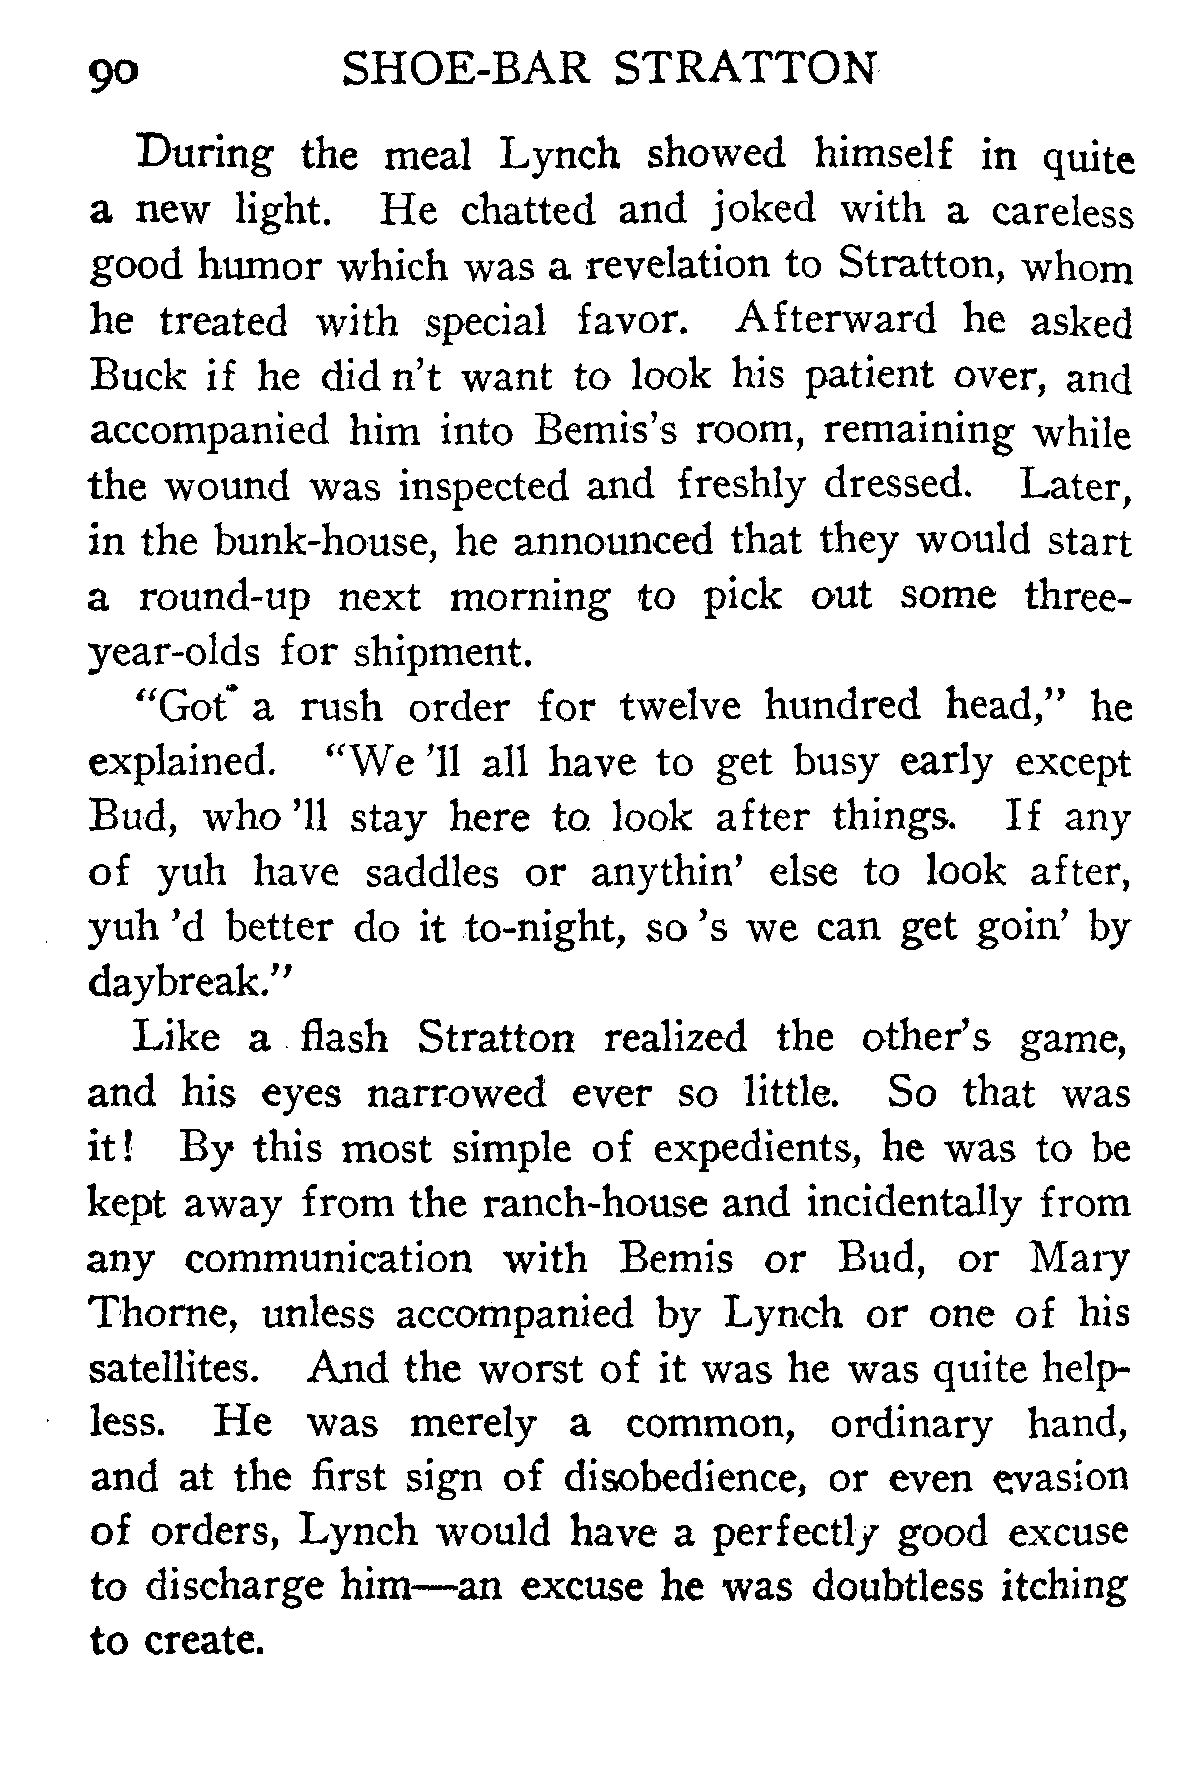 90 SHOE-BAR STRATTON
During the meal Lynch showed himself in quite
a new light. He chatted and joked with a careless
good humor which was a revelation to Stratton, whom
he treated with special favor. Afterward he asked
Buck if he did n't want to look his patient over, and
accompanied him into Bemis's room, remaining while
the wound was inspected and freshly dressed. Later,
in the bunk-house, he announced that they would start
a round-up next morning to pick out some three-
year-olds for shipment.
"Got a rush order for twelve hundred head," he
explained. "We 'll all have to get busy early except
Bud, who 'll stay here to look after things. If any
of yuh have saddles or anythin' else to look after,
yuh 'd better do it to-night, so 's we can get goin' by
daybreak."
Like a flash Stratton realized the other's game,
and his eyes narrowed ever so little. So that was
it! By this most simple of expedients, he was to be
kept away from the ranch-house and incidentally from
any communication with Bemis or Bud, or Mary
Thorne, unless accompanied by Lynch or one of his
satellites. And the worst of it was he was quite help-
less. He was merely a common, ordinary hand,
and at the first sign of disobedience, or even evasion
of orders, Lynch would have a perfectly good excuse
to discharge him—an excuse he was doubtless itching
to create.